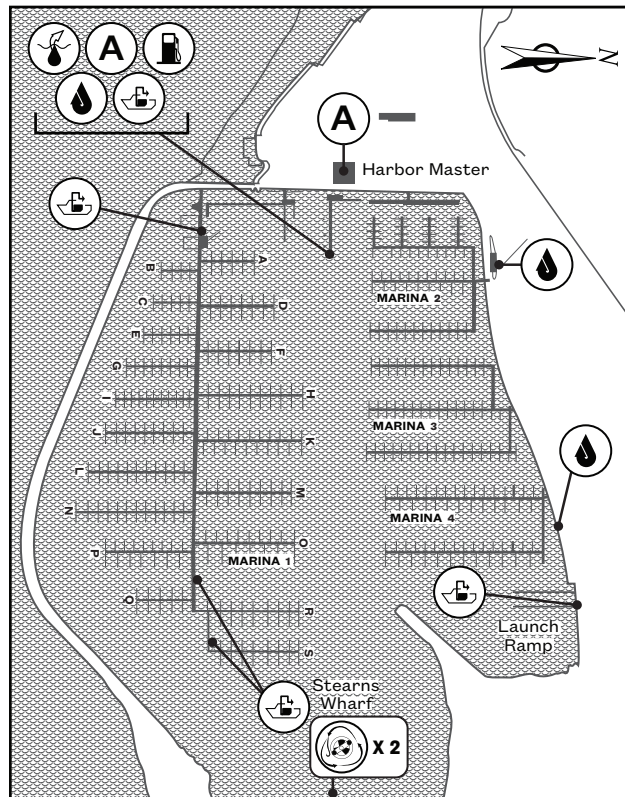 A
N
A
Harbor Master
A
B
MARINA 2
C
D
E
F
G
H
I
MARINA 3
J
K
L
M
N
MARINA 4
O
MARINA 1
P
Q
R
Launch
Ramp
S
Stearns
Wharf
X 2